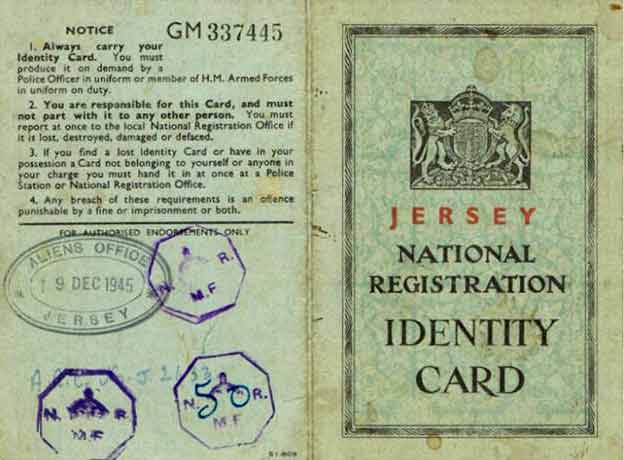 NOTICE GM 337445
1. Always carry your
Identity Card. You must
produce it on demand by a
Police Officer in uniform or member of H.M. Armed Forces
in uniform on duty.
2. You are responsible for this Card, and must
not part with it to any other person. You must
report at once to the local National Registration Office if
it is lost, destroyed, damaged or defaced.
3. If you find a lost Identity Card or have in your
possession a Card not belonging to yourself or anyone in
your charge you must hand it in at once at a Police
Station or National Registration Office.
4. Any breach of these requirements is an offence
punishable by a fine or imprisonment or both.
FOR AUTHORISED ENDORSEMENTS ONLY
ALIENS OFFICE
19 DEC 1945
JERSEY
N. R.
M.F
N. R.
M.F
N. 50 R.
M F
JERSEY
NATIONAL
REGISTRATION
IDENTITY
CARD